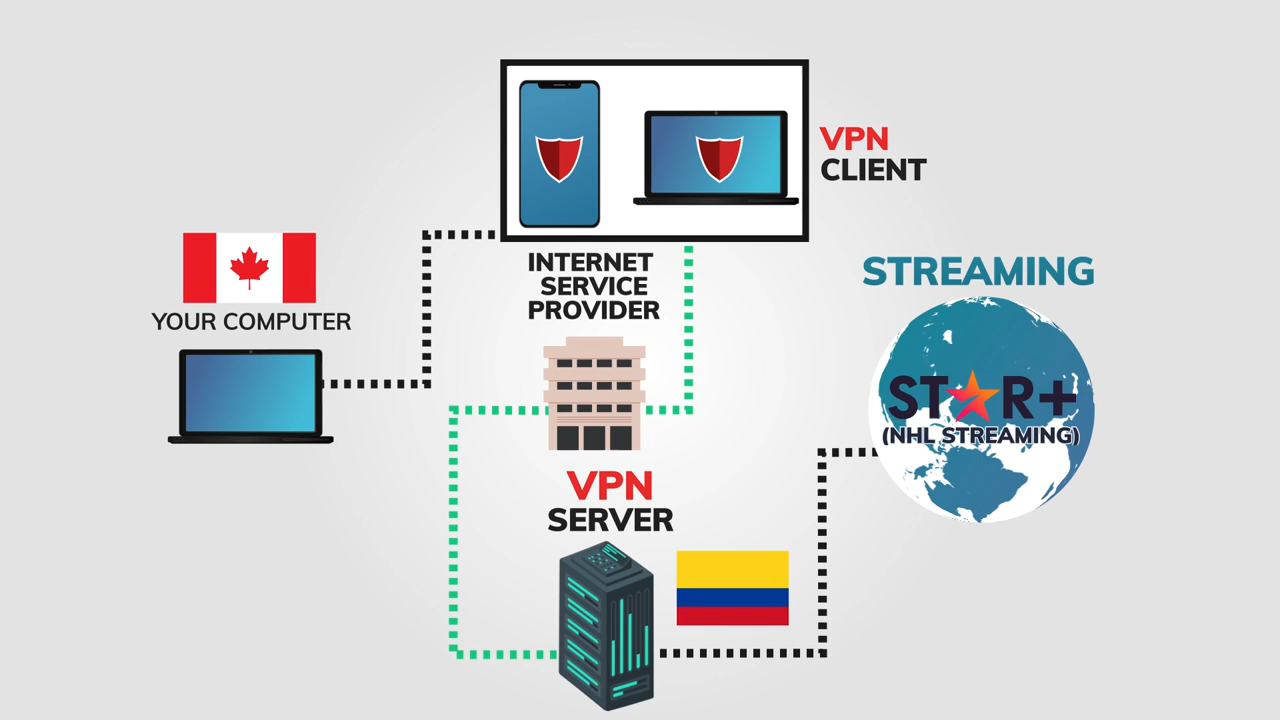 VPN
CLIENT
YOUR COMPUTER
INTERNET
SERVICE
PROVIDER
STREAMING
STAR+
(NHL STREAMING)
VPN
SERVER